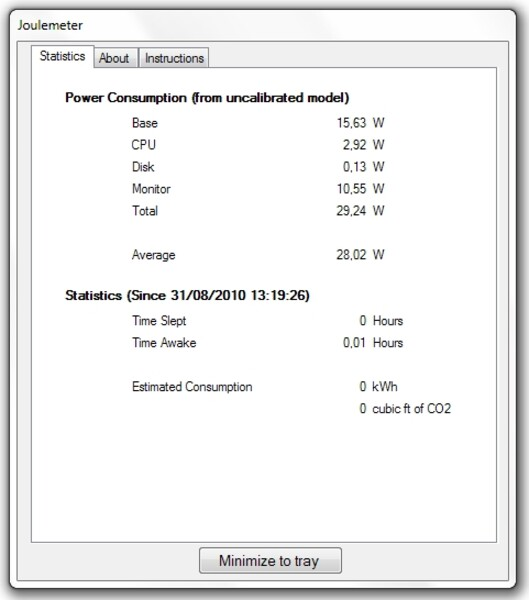 Joulemeter
Statistics About Instructions
Power Consumption (from uncalibrated model)
Base 15,63 W
CPU 2,92 W
Disk 0,13 W
Monitor 10,55 W
Total 29,24 W
Average 28,02 W
Statistics (Since 31/08/2010 13:19:26)
Time Slept 0 Hours
Time Awake 0,01 Hours
Estimated Consumption 0 kWh
0 cubic ft of CO2
Minimize to tray